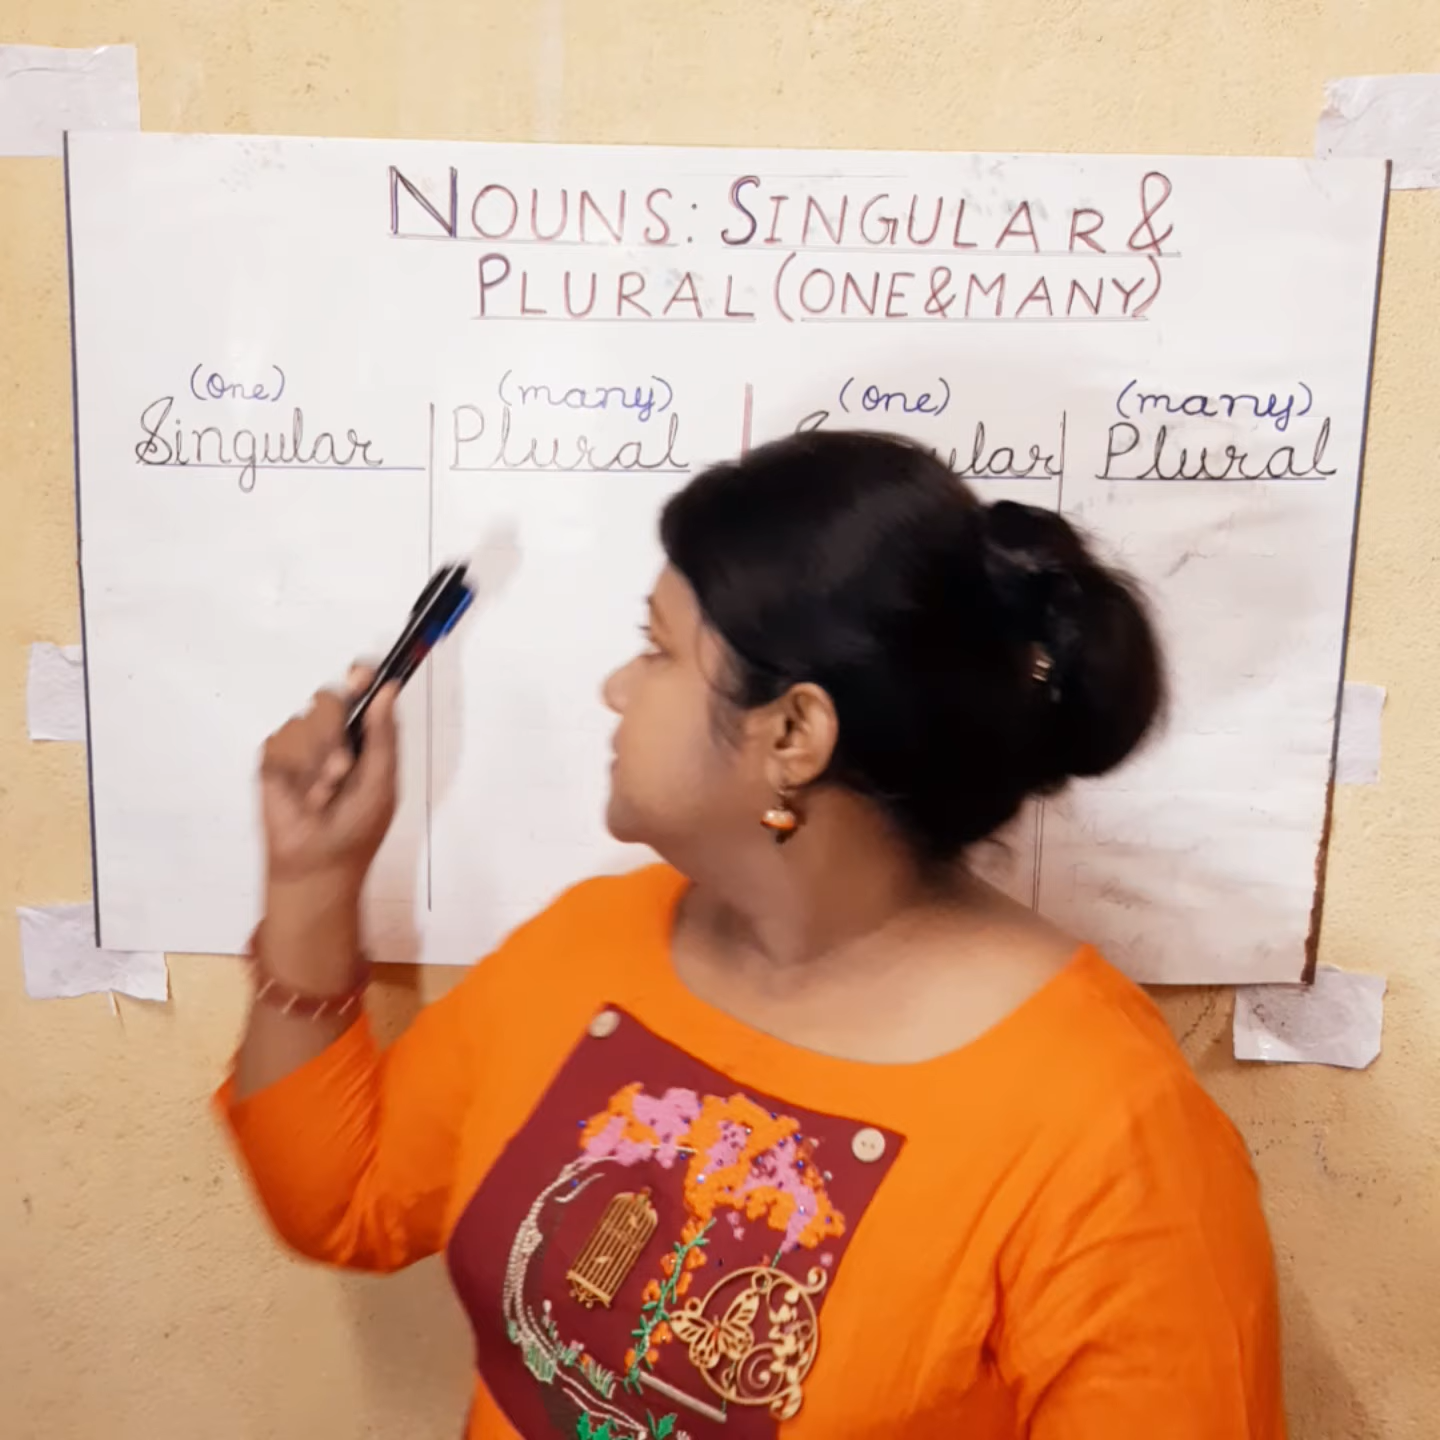 NOUNS: SINGULAR &
PLURAL (ONE & MANY)
(one) (many) (one) (many)
Singular Plural Plural